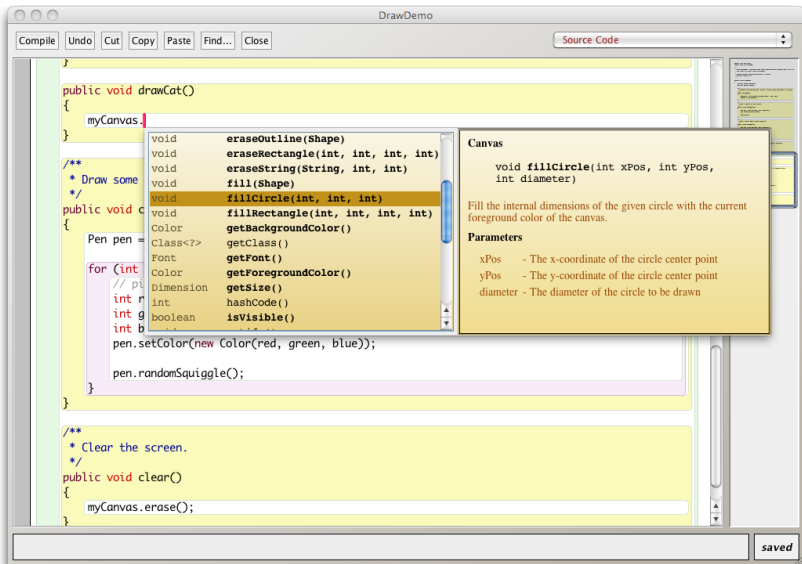 DrawDemo
Compile Undo Cut Copy Paste Find... Close Source Code
}
public void drawCat()
{
myCanvas.
}
void eraseOutline(Shape)
void eraseRectangle(int, int, int, int)
void eraseString(String, int, int)
void fill(Shape)
void fillCircle(int, int, int)
void fillRectangle(int, int, int, int)
Color getBackgroundColor()
Class<?> getClass()
Font getFont()
Color getForegroundColor()
Dimension getSize()
int hashCode()
boolean isVisible()
Canvas
void fillCircle(int xPos, int yPos,
int diameter)
Fill the internal dimensions of the given circle with the current
foreground color of the canvas.
Parameters
xPos - The x-coordinate of the circle center point
yPos - The y-coordinate of the circle center point
diameter - The diameter of the circle to be drawn
/**
* Draw some
*/
public void c
{
Pen pen =
for (int
// pi
int r
int g
int b
pen.setColor(new Color(red, green, blue));
pen.randomSquiggle();
}
}
/**
* Clear the screen.
*/
public void clear()
{
myCanvas.erase();
}
saved